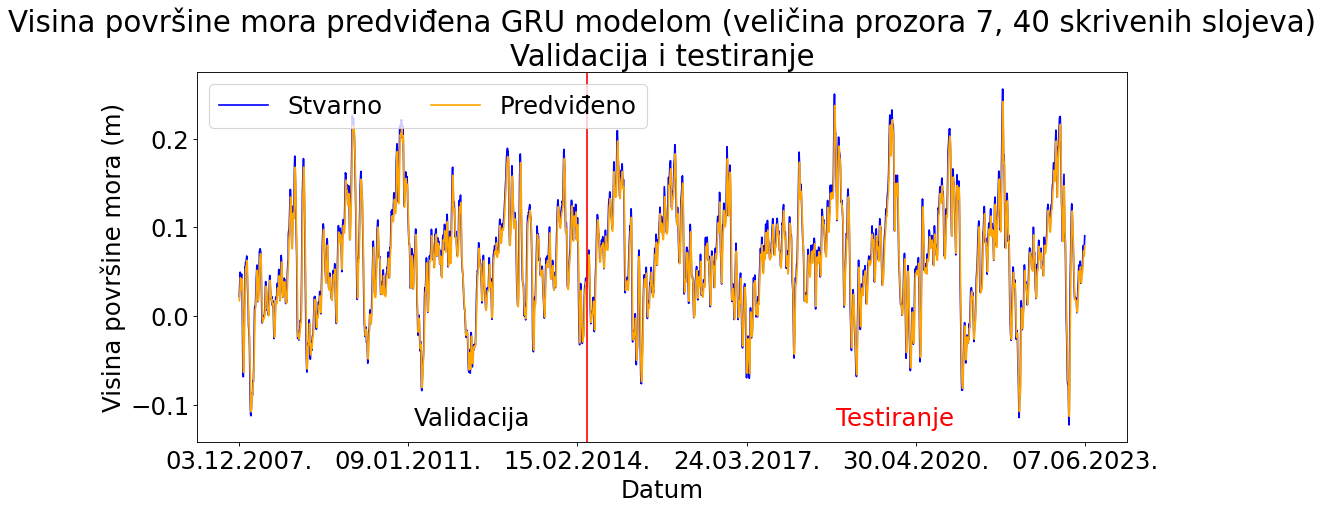 Visina površine mora predviđena GRU modelom (veličina prozora 7, 40 skrivenih slojeva)
Validacija i testiranje
Stvarno
Predviđeno
Visina površine mora (m)
0.2
0.1
0.0
−0.1
Validacija
Testiranje
03.12.2007.
09.01.2011.
15.02.2014.
24.03.2017.
30.04.2020.
07.06.2023.
Datum